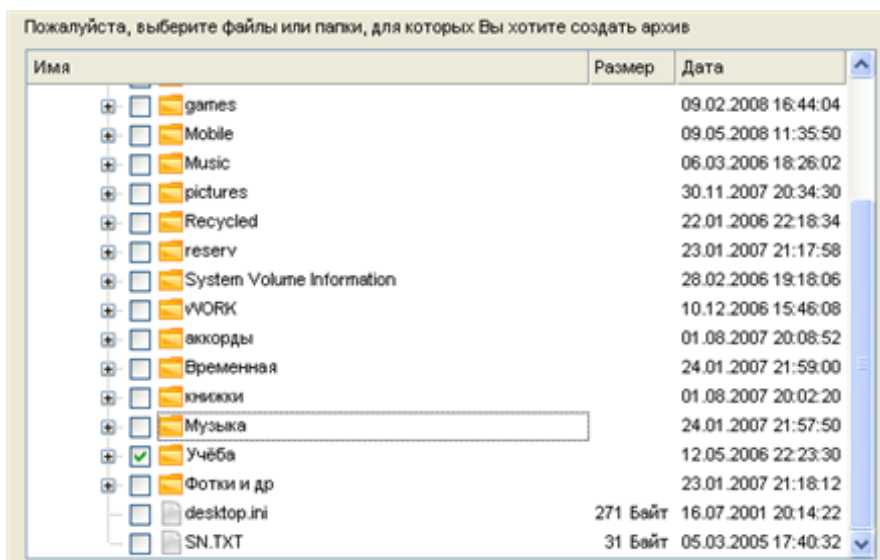 Пожалуйста, выберите файлы или папки, для которых Вы хотите создать архив
Имя Размер Дата
games 09.02.2008 16:44:04
Mobile 09.05.2008 11:35:50
Music 06.03.2006 18:26:02
pictures 30.11.2007 20:34:30
Recycled 22.01.2006 22:18:34
reserv 23.01.2007 21:17:58
System Volume Information 28.02.2006 19:18:06
WORK 10.12.2006 15:46:08
аккорды 01.08.2007 20:08:52
Временная 24.01.2007 21:59:00
книжки 01.08.2007 20:02:20
Музыка 24.01.2007 21:57:50
Учёба 12.05.2006 22:23:30
Фотки и др 23.01.2007 21:18:12
desktop.ini 271 Байт 16.07.2001 20:14:22
SN.TXT 31 Байт 05.03.2005 17:40:32